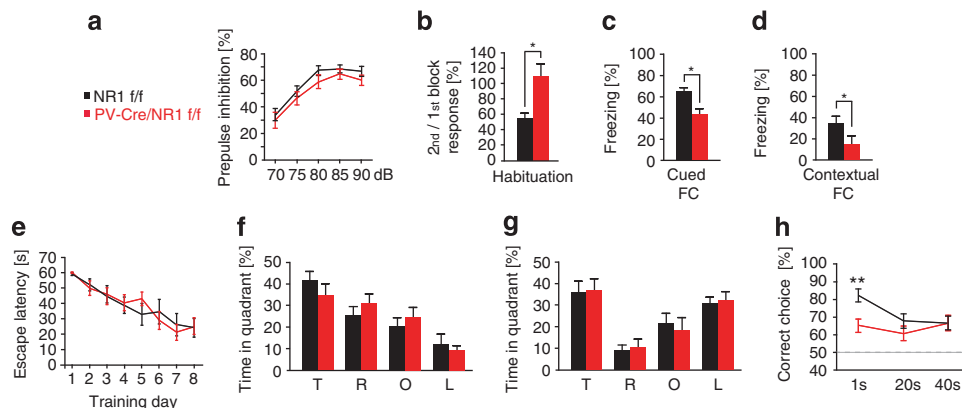 a
b
c
d
NR1 f/f
PV-Cre/NR1 f/f
Prepulse inhibition [%]
80
70
60
50
40
30
20
10
0
70 75 80 85 90 dB
2nd / 1st block
response [%]
140
120
100
80
60
40
20
0
*
Habituation
Freezing [%]
100
80
60
40
20
0
*
Cued
FC
Freezing [%]
100
80
60
40
20
0
*
Contextual
FC
e
f
g
h
Escape latency [s]
70
60
50
40
30
20
10
0
1 2 3 4 5 6 7 8
Training day
Time in quadrant [%]
50
40
30
20
10
0
T R O L
Time in quadrant [%]
50
40
30
20
10
0
T R O L
Correct choice [%]
100
90
80
70
60
50
**
1s 20s 40s